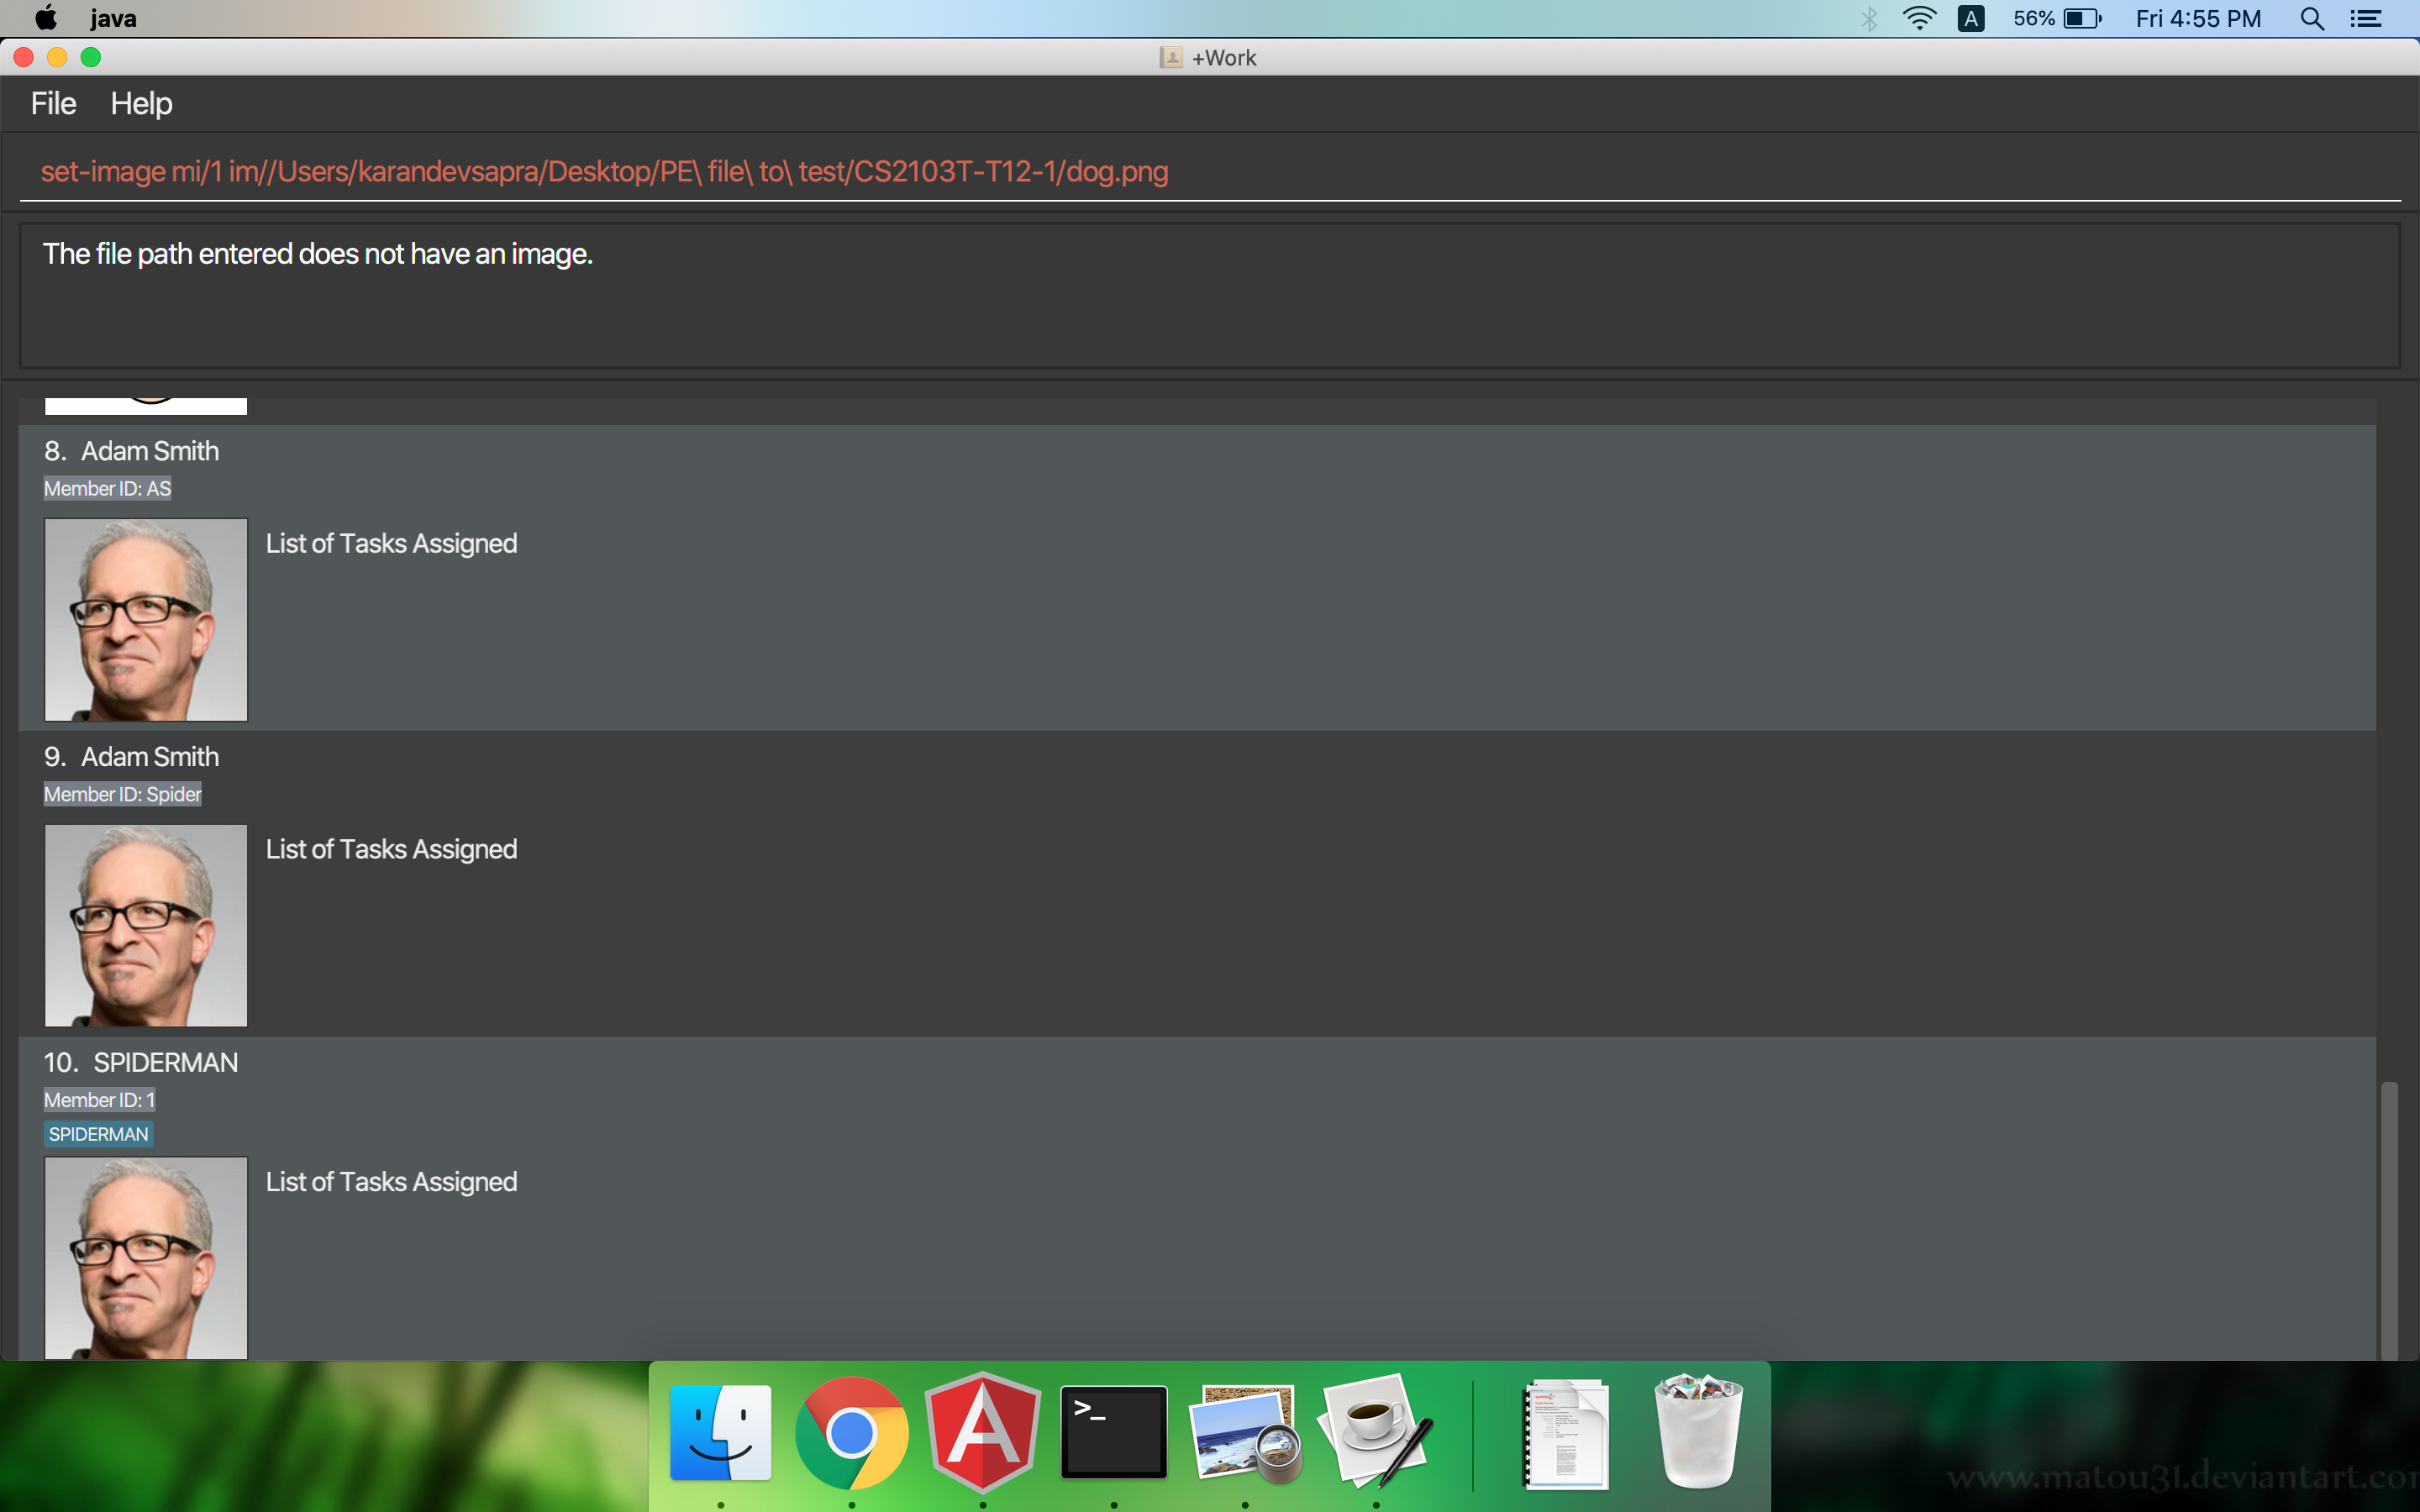 java
A
56%
Fri 4:55 PM
+Work
File Help
set-image mi/1 im//Users/karandevsapra/Desktop/PE\ file\ to\ test/CS2103T-T12-1/dog.png
The file path entered does not have an image.
8. Adam Smith
Member ID: AS
List of Tasks Assigned
9. Adam Smith
Member ID: Spider
List of Tasks Assigned
10. SPIDERMAN
Member ID: 1
SPIDERMAN
List of Tasks Assigned
>_
www.matou31.deviantart.co